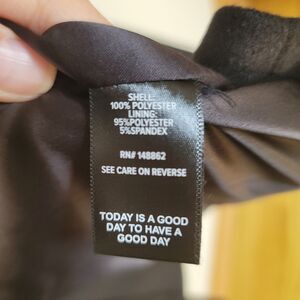 SHELL:
100% POLYESTER
LINING:
95%POLYESTER
5%SPANDEX
RN# 148862
SEE CARE ON REVERSE
TODAY IS A GOOD
DAY TO HAVE A
GOOD DAY